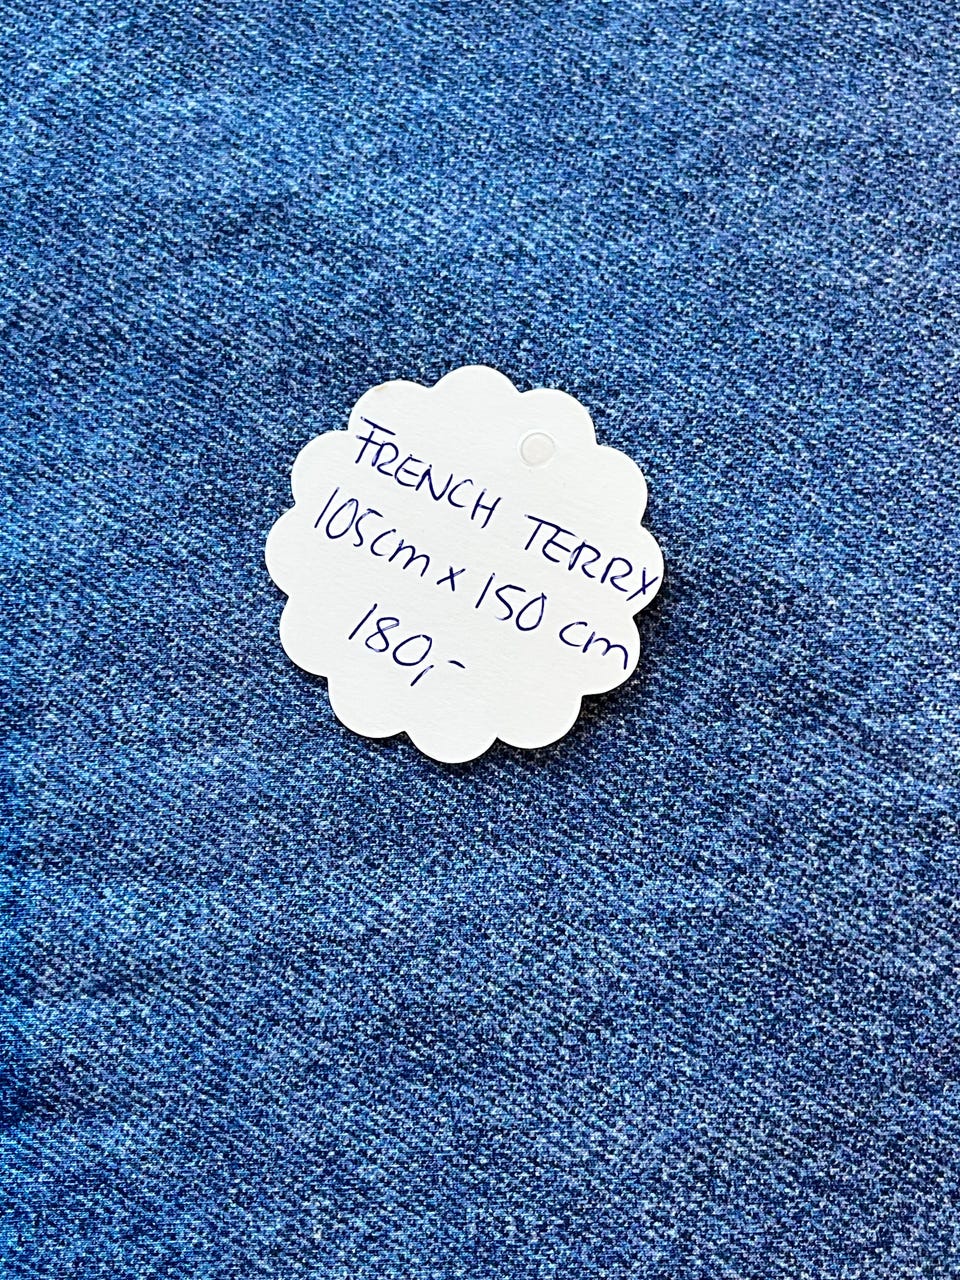 FRENCH TERRY
105cm x 150 cm
180,-